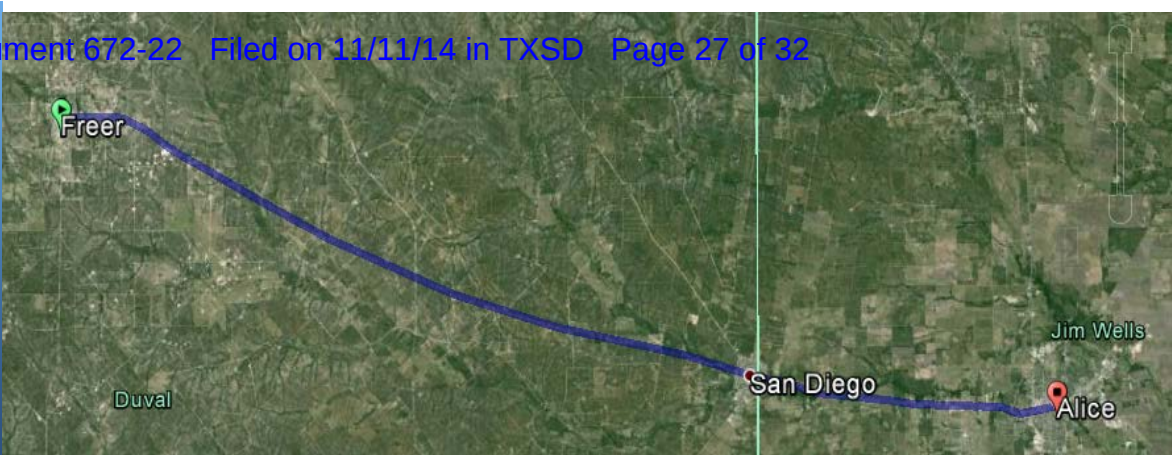 ument 672-22 Filed on 11/11/14 in TXSD Page 27 of 32
Freer
Jim Wells
San Diego
Duval
Alice